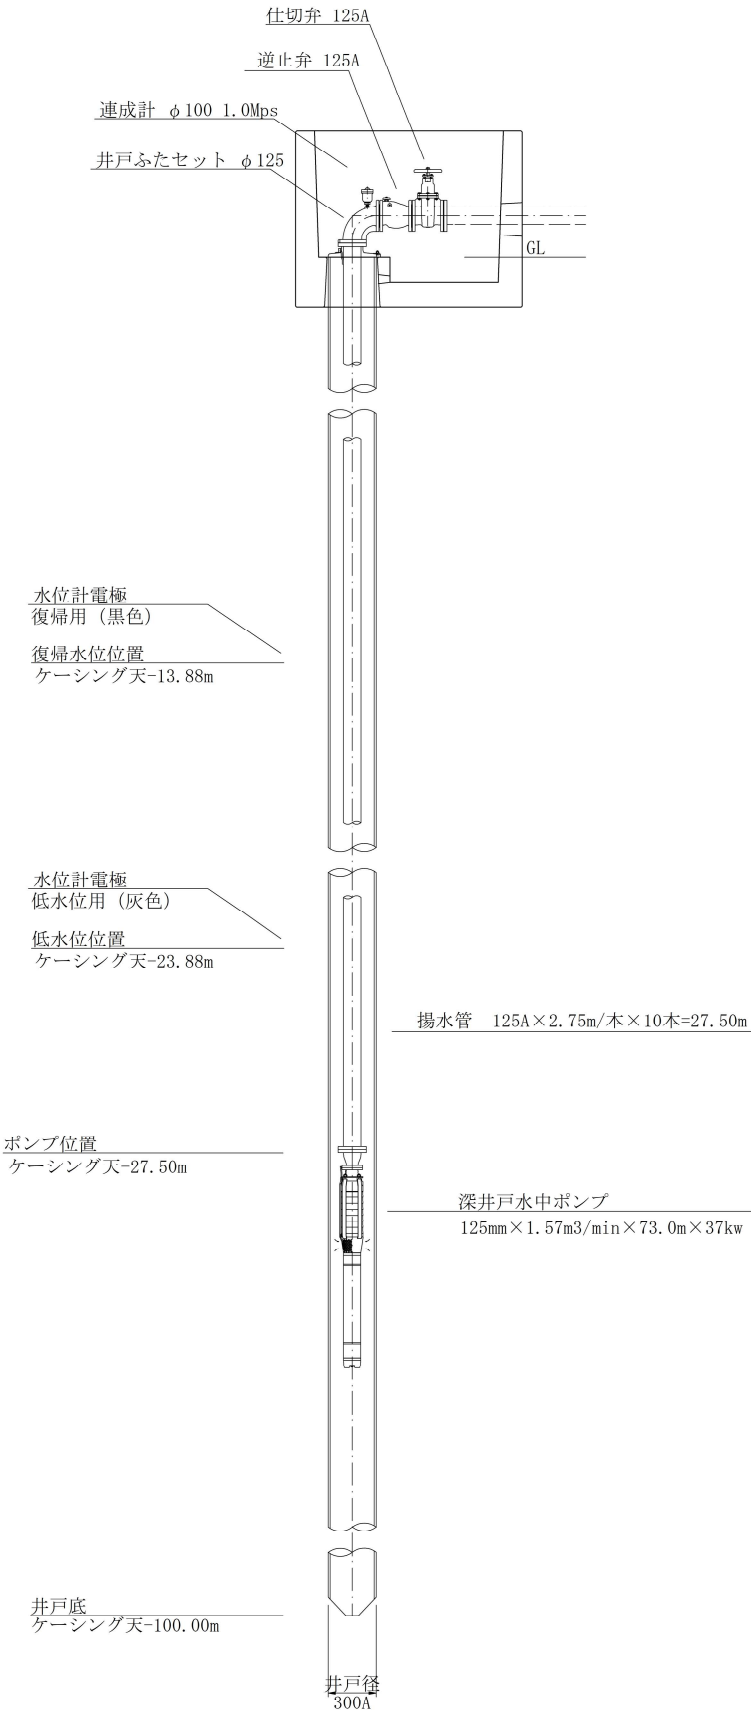 仕切弁 125A
逆止弁 125A
連成計 φ100 1.0Mps
井戸ふたセット φ125
GL
水位計電極
復帰用（黒色）
復帰水位位置
ケーシング天-13.88m
水位計電極
低水位用（灰色）
低水位位置
ケーシング天-23.88m
揚水管 125A×2.75m/木×10木=27.50m
ポンプ位置
ケーシング天-27.50m
深井戸水中ポンプ
125mm×1.57m3/min×73.0m×37kw
井戸底
ケーシング天-100.00m
井戸径
300A